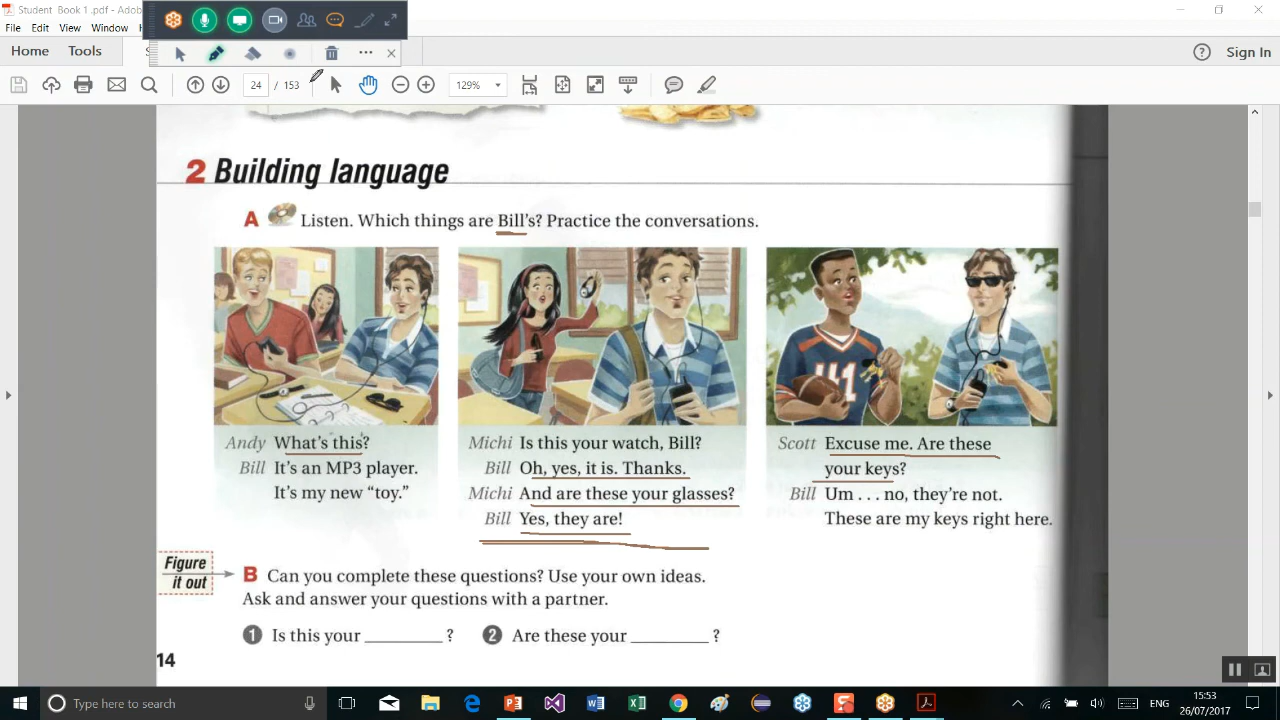 Student Book 1 .pdf - Adob
File Edit View Window
Home Tools S
Sign In
24 / 153
129%
2 Building language
A Listen. Which things are Bill's? Practice the conversations.
41
Andy What's this?
Bill It's an MP3 player.
It's my new “toy.”
Michi Is this your watch, Bill?
Bill Oh, yes, it is. Thanks.
Michi And are these your glasses?
Bill Yes, they are!
Scott Excuse me. Are these
your keys?
Bill Um . . . no, they're not.
These are my keys right here.
Figure
it out
B Can you complete these questions? Use your own ideas.
Ask and answer your questions with a partner.
1 Is this your ________ ?
2 Are these your ________ ?
14
Type here to search
ENG
15:53
26/07/2017